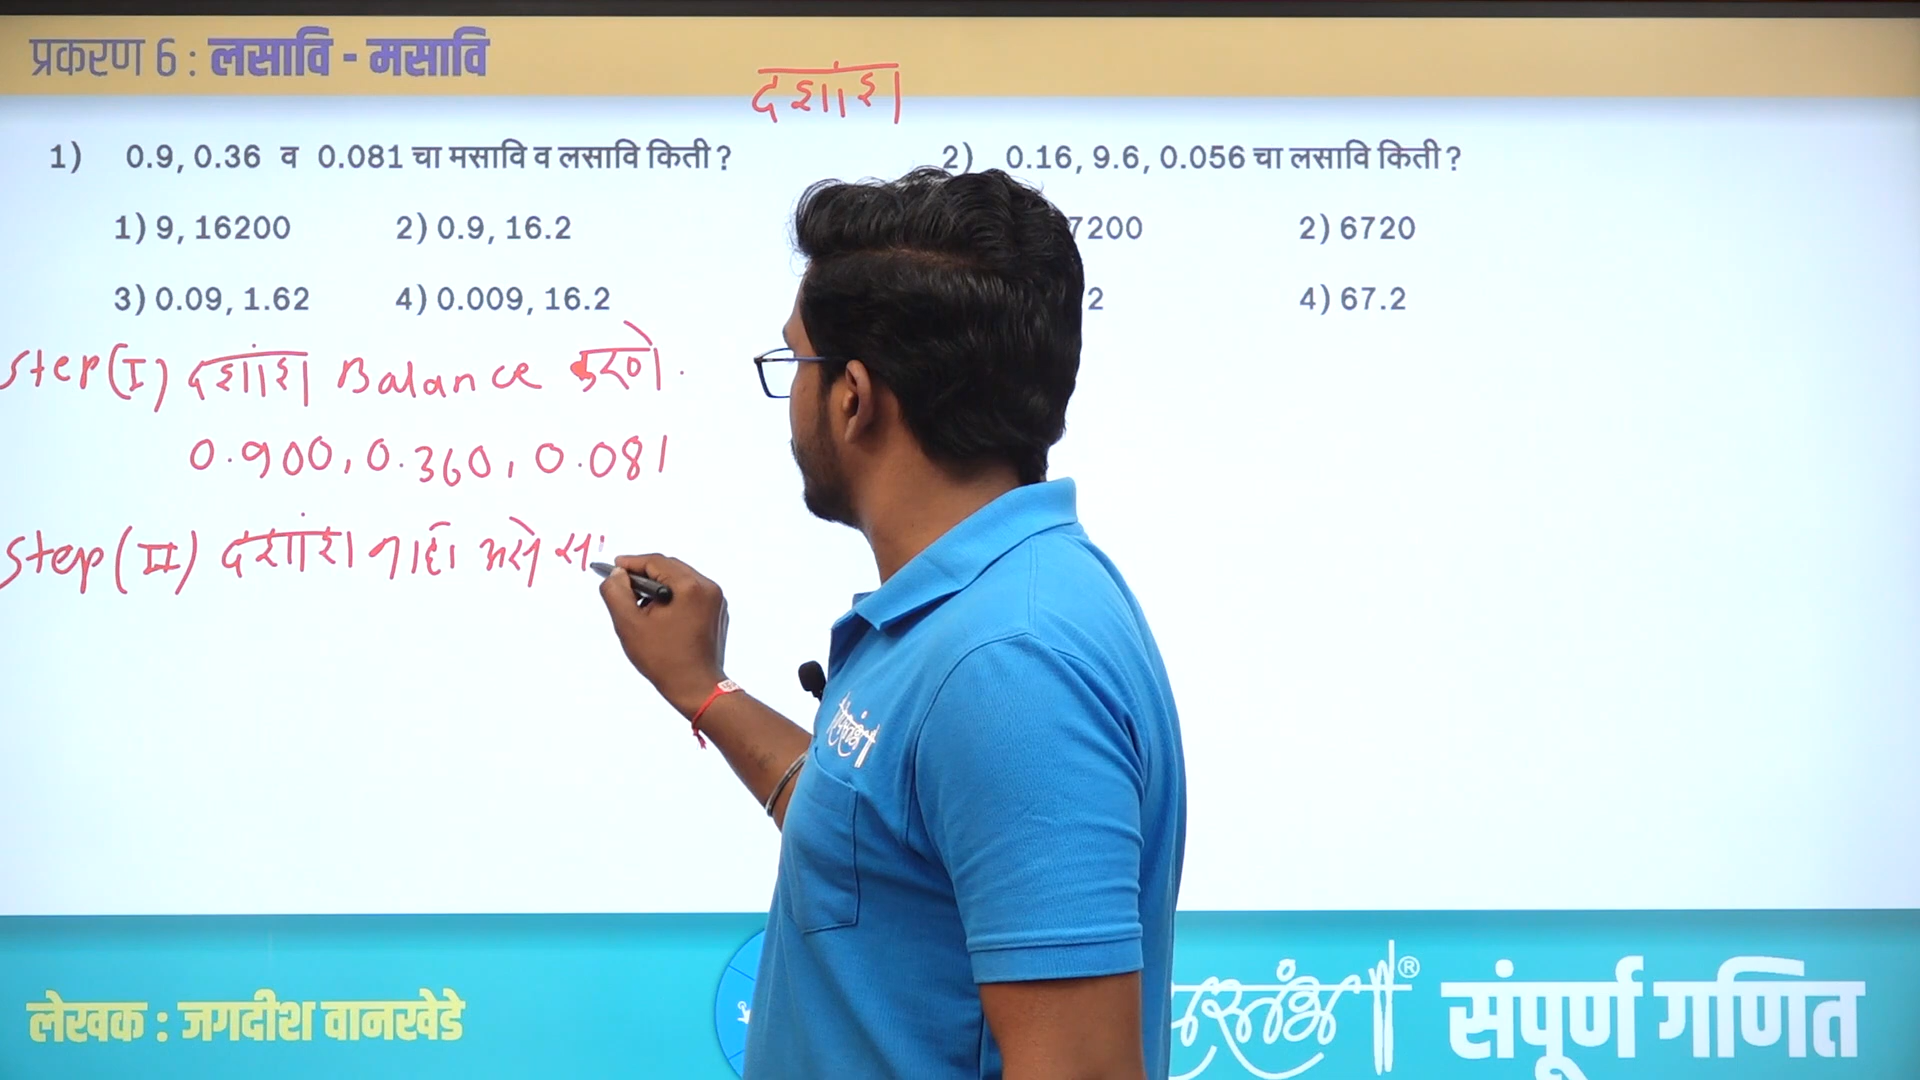 प्रकरण 6 : लसावि - मसावि
दशांश
1) 0.9, 0.36 व 0.081 चा मसावि व लसावि किती ?
1) 9, 16200 2) 0.9, 16.2
3) 0.09, 1.62 4) 0.009, 16.2
2) 0.16, 9.6, 0.056 चा लसावि किती ?
7200 2) 6720
2 4) 67.2
Step (I) दशांश Balance करणे.
0.900, 0.360, 0.081
Step (II) दशांश नाही असे स
लेखक : जगदीश वानखेडे
संपूर्ण गणित